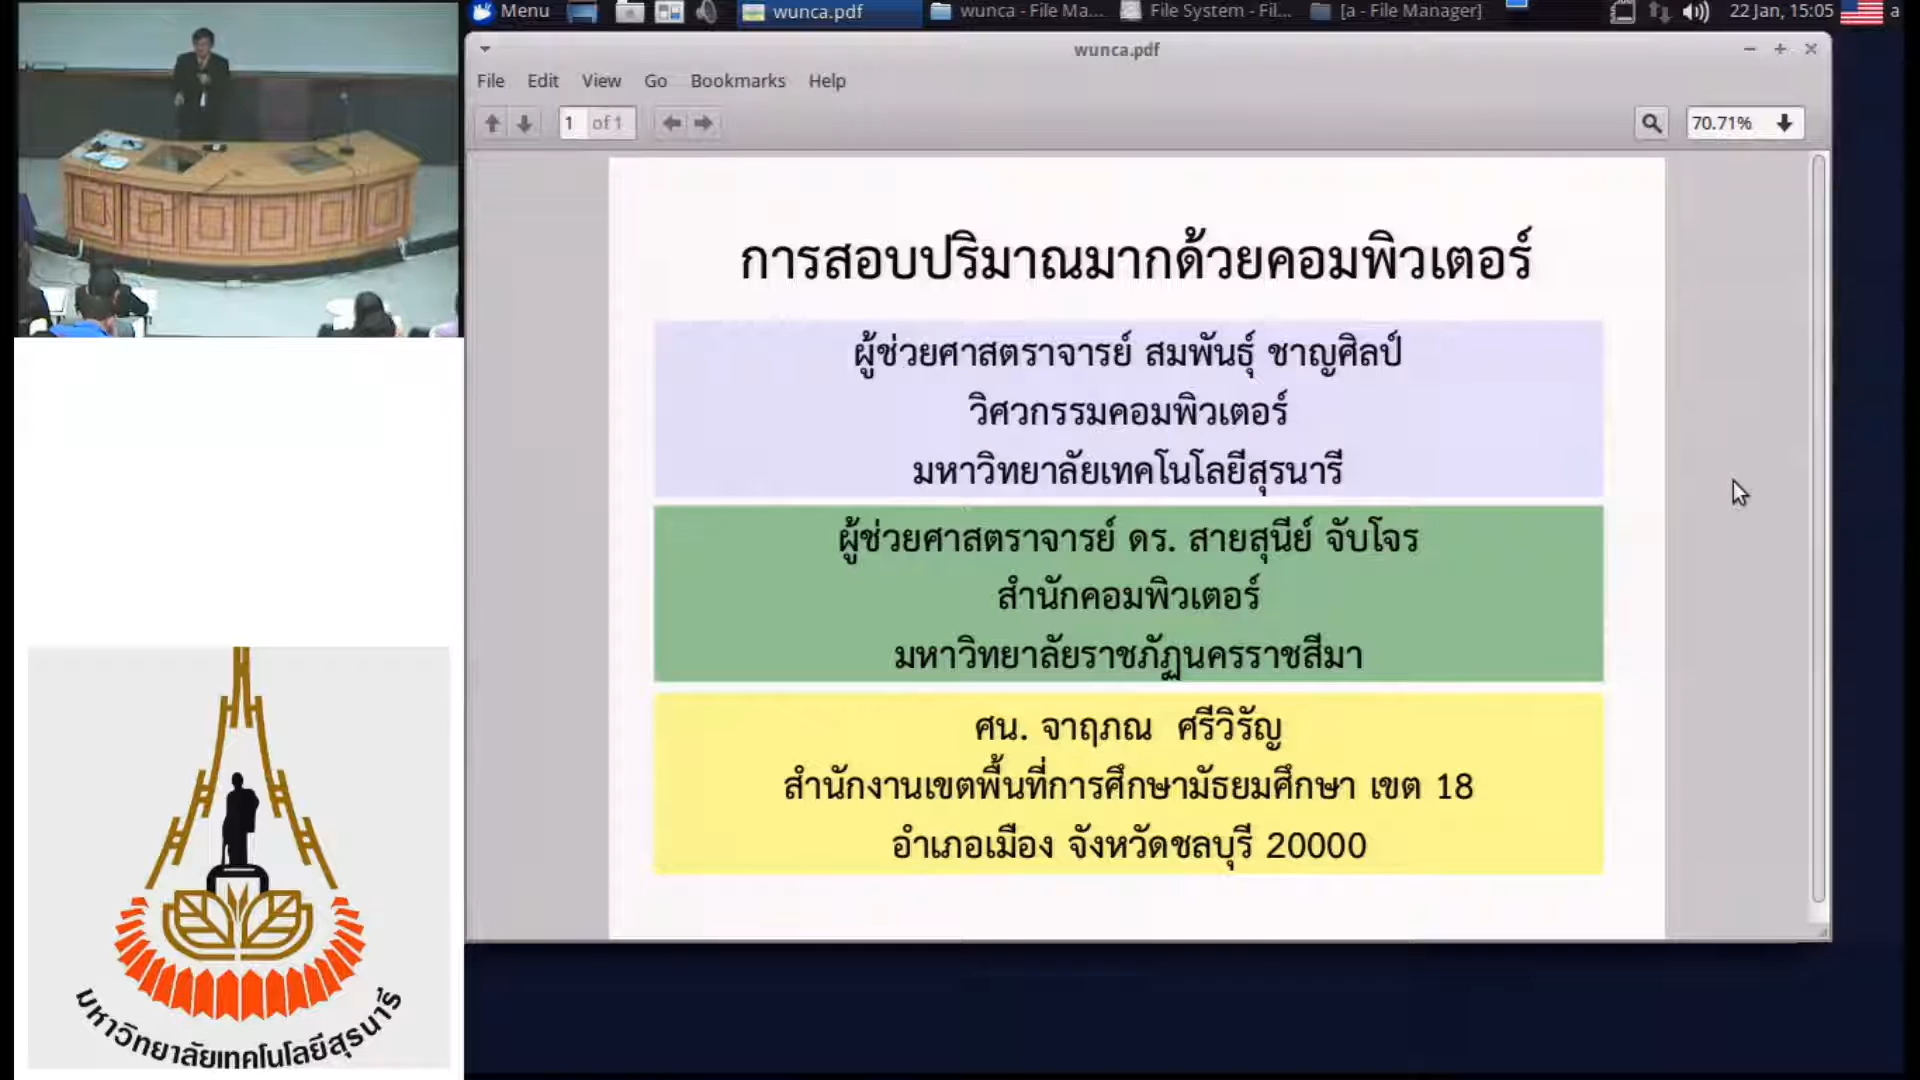 Menu
wunca.pdf
wunca - File Ma...
File System - Fil...
[a - File Manager]
22 Jan, 15:05
a
wunca.pdf
File Edit View Go Bookmarks Help
1 of 1
70.71%
การสอบปริมาณมากด้วยคอมพิวเตอร์
ผู้ช่วยศาสตราจารย์ สมพันธุ์ ชาญศิลป์
วิศวกรรมคอมพิวเตอร์
มหาวิทยาลัยเทคโนโลยีสุรนารี
ผู้ช่วยศาสตราจารย์ ดร. สายสุนีย์ จับโจร
สำนักคอมพิวเตอร์
มหาวิทยาลัยราชภัฏนครราชสีมา
ศน. จาฤภณ ศรีวิรัญ
สำนักงานเขตพื้นที่การศึกษามัธยมศึกษา เขต 18
อำเภอเมือง จังหวัดชลบุรี 20000
มหาวิทยาลัยเทคโนโลยีสุรนารี